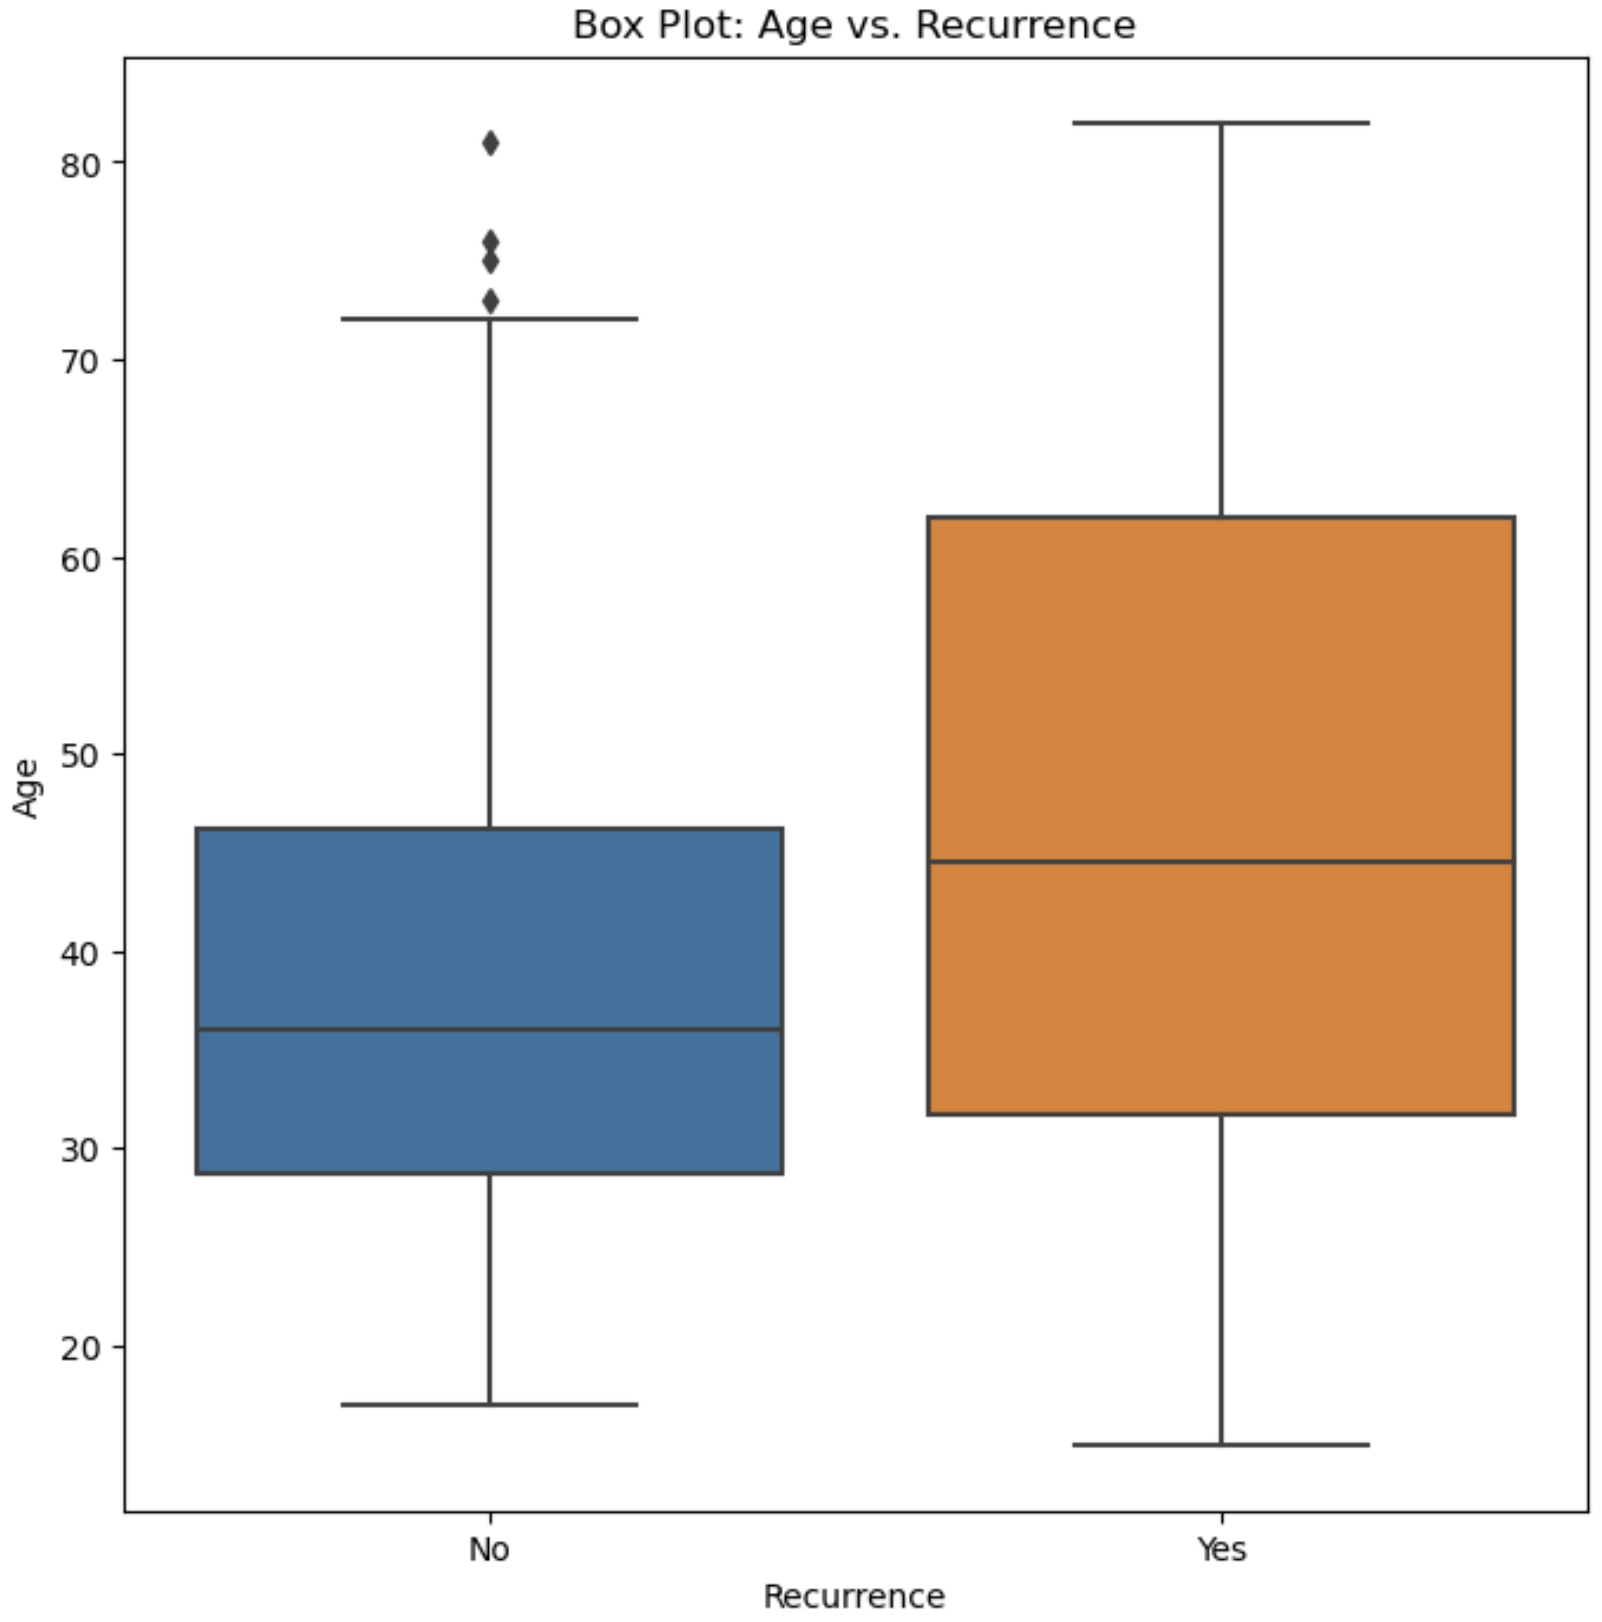 Box Plot: Age vs. Recurrence
80
70
60
50
40
30
20
Age
No
Yes
Recurrence